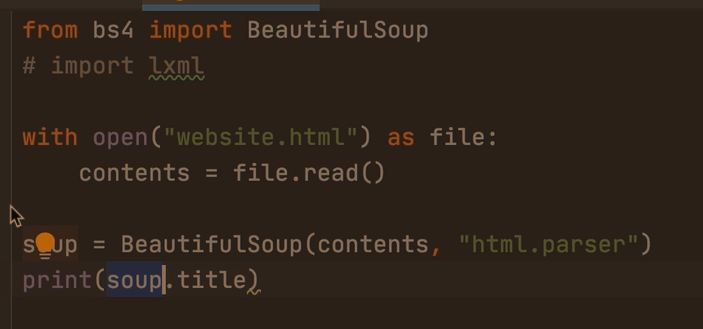 from bs4 import BeautifulSoup
# import lxml
with open("website.html") as file:
contents = file.read()
soup = BeautifulSoup(contents, "html.parser")
print(soup.title)